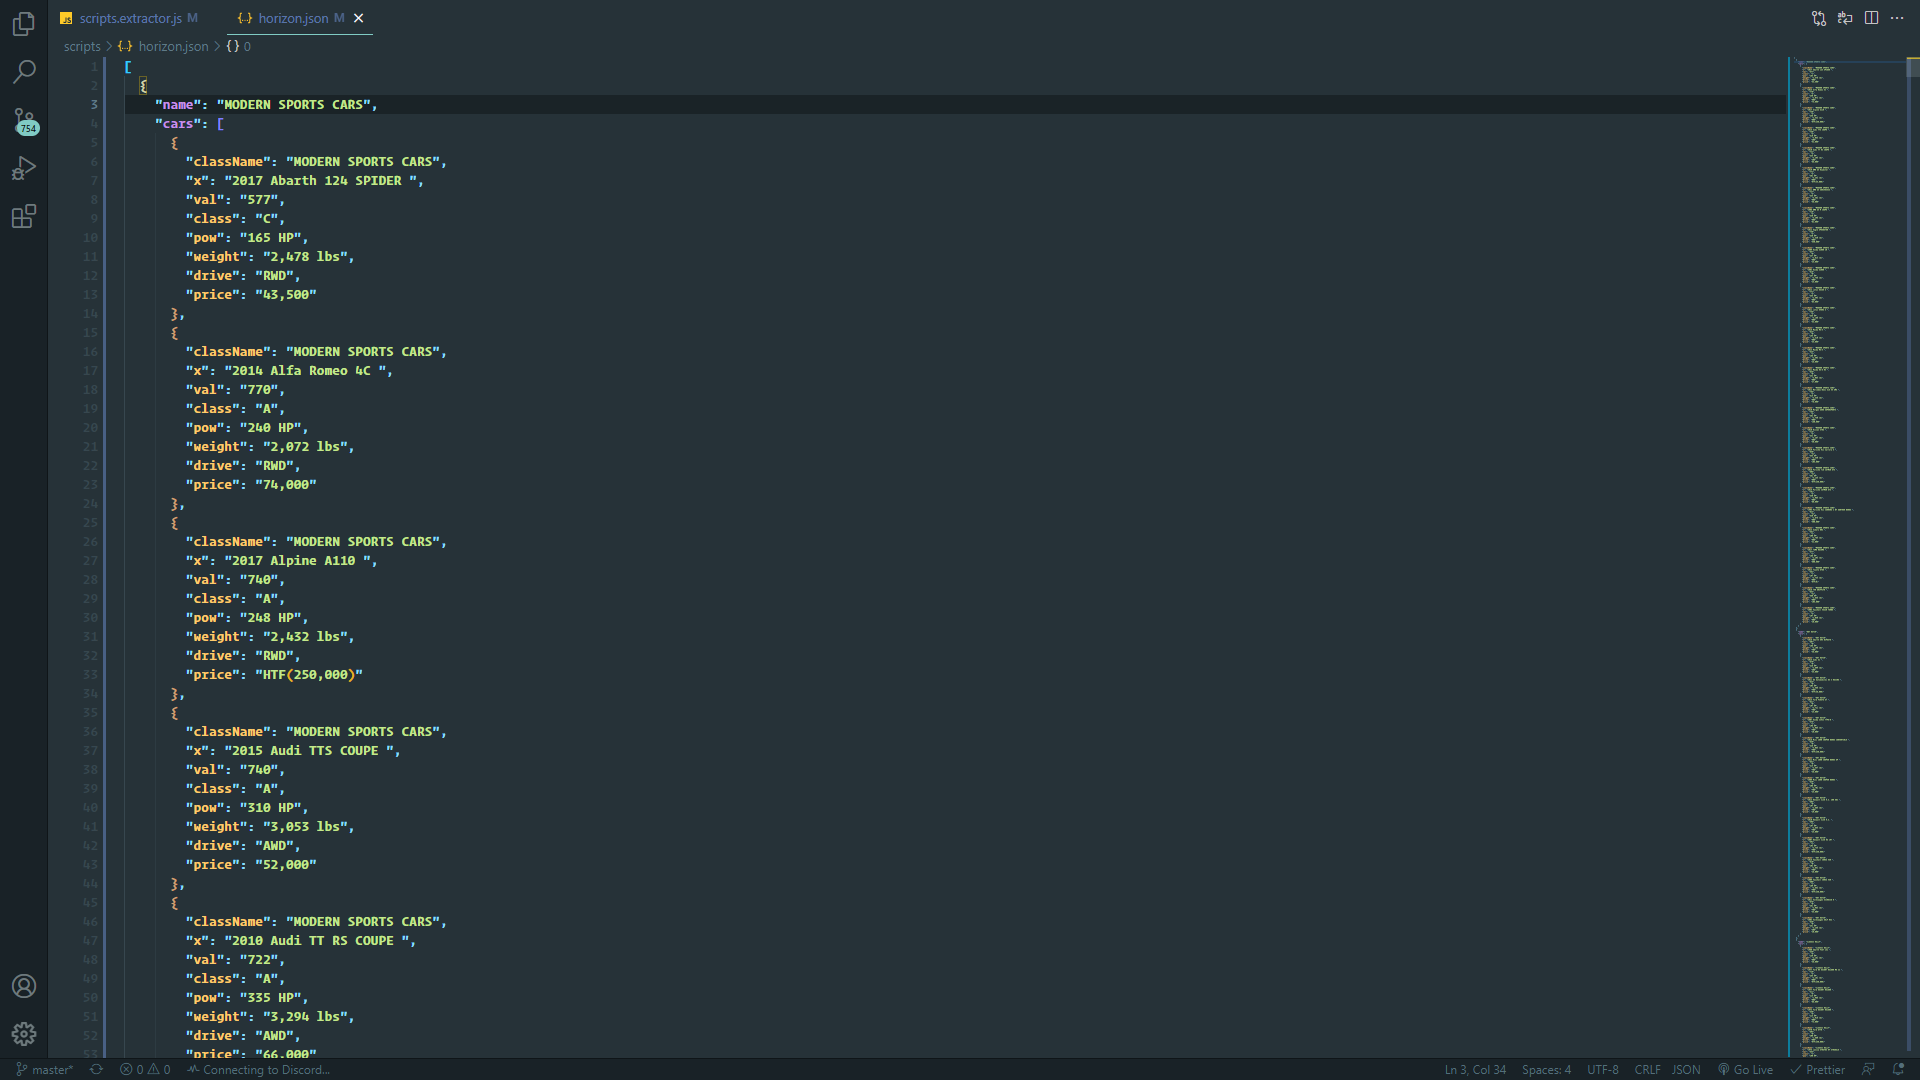 scripts.extractor.js M
horizon.json M
scripts > horizon.json > {} 0
754
1 [
2 {
3 "name": "MODERN SPORTS CARS",
4 "cars": [
5 {
6 "className": "MODERN SPORTS CARS",
7 "x": "2017 Abarth 124 SPIDER ",
8 "val": "577",
9 "class": "C",
10 "pow": "165 HP",
11 "weight": "2,478 lbs",
12 "drive": "RWD",
13 "price": "43,500"
14 },
15 {
16 "className": "MODERN SPORTS CARS",
17 "x": "2014 Alfa Romeo 4C ",
18 "val": "770",
19 "class": "A",
20 "pow": "240 HP",
21 "weight": "2,072 lbs",
22 "drive": "RWD",
23 "price": "74,000"
24 },
25 {
26 "className": "MODERN SPORTS CARS",
27 "x": "2017 Alpine A110 ",
28 "val": "740",
29 "class": "A",
30 "pow": "248 HP",
31 "weight": "2,432 lbs",
32 "drive": "RWD",
33 "price": "HTF(250,000)"
34 },
35 {
36 "className": "MODERN SPORTS CARS",
37 "x": "2015 Audi TTS COUPE ",
38 "val": "740",
39 "class": "A",
40 "pow": "310 HP",
41 "weight": "3,053 lbs",
42 "drive": "AWD",
43 "price": "52,000"
44 },
45 {
46 "className": "MODERN SPORTS CARS",
47 "x": "2010 Audi TT RS COUPE ",
48 "val": "722",
49 "class": "A",
50 "pow": "335 HP",
51 "weight": "3,294 lbs",
52 "drive": "AWD",
53 "price": "66,000"
master* 0 0 Connecting to Discord... Ln 3, Col 34 Spaces: 4 UTF-8 CRLF JSON Go Live Prettier